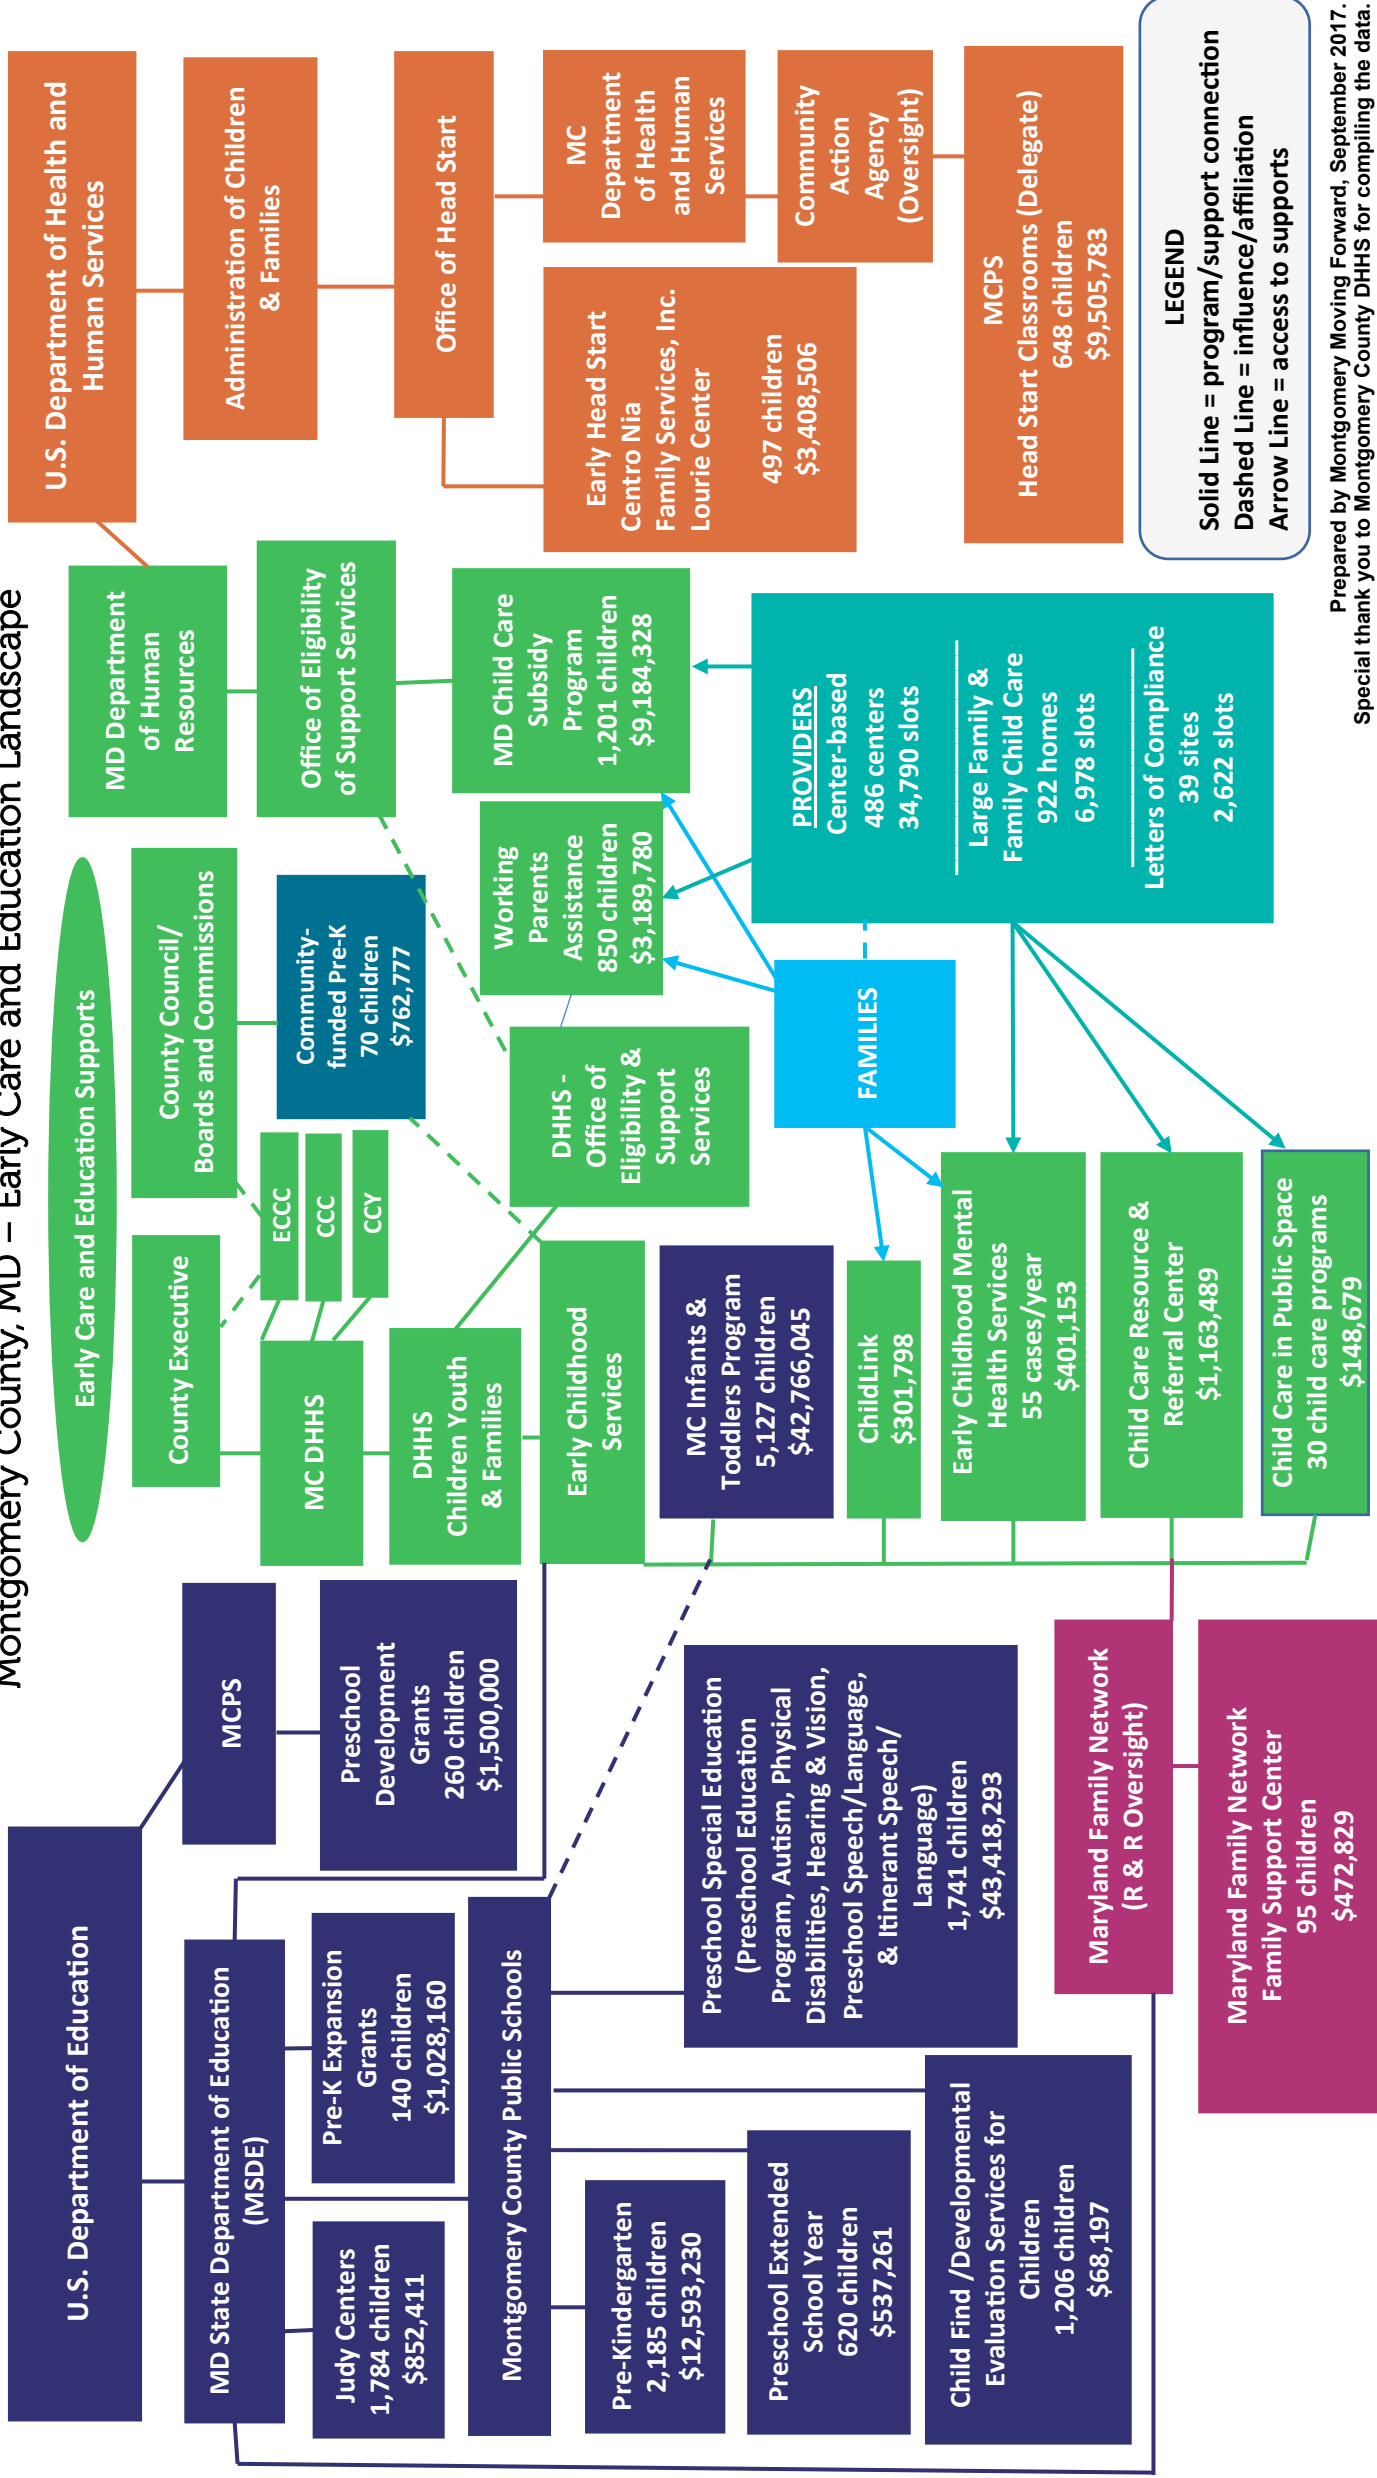 Montgomery County, MD – Early Care and Education Landscape
Early Care and Education Supports
U.S. Department of Education
MD State Department of Education
(MSDE)
MCPS
Judy Centers
1,784 children
$852,411
Pre-K Expansion
Grants
140 children
$1,028,160
Preschool
Development
Grants
260 children
$1,500,000
Montgomery County Public Schools
Pre-Kindergarten
2,185 children
$12,593,230
Preschool Extended
School Year
620 children
$537,261
Child Find /Developmental
Evaluation Services for
Children
1,206 children
$68,197
Preschool Special Education
(Preschool Education
Program, Autism, Physical
Disabilities, Hearing & Vision,
Preschool Speech/Language,
& Itinerant Speech/
Language)
1,741 children
$43,418,293
Maryland Family Network
(R & R Oversight)
Maryland Family Network
Family Support Center
95 children
$472,829
County Executive
County Council/
Boards and Commissions
MC DHHS
ECCC
CCC
CCY
Community-
funded Pre-K
70 children
$762,777
DHHS
Children Youth
& Families
Early Childhood
Services
DHHS -
Office of
Eligibility &
Support
Services
MC Infants &
Toddlers Program
5,127 children
$42,766,045
ChildLink
$301,798
Early Childhood Mental
Health Services
55 cases/year
$401,153
Child Care Resource &
Referral Center
$1,163,489
Child Care in Public Space
30 child care programs
$148,679
FAMILIES
Working
Parents
Assistance
850 children
$3,189,780
MD Department
of Human
Resources
Office of Eligibility
of Support Services
MD Child Care
Subsidy
Program
1,201 children
$9,184,328
PROVIDERS
Center-based
486 centers
34,790 slots
Large Family &
Family Child Care
922 homes
6,978 slots
Letters of Compliance
39 sites
2,622 slots
U.S. Department of Health and
Human Services
Administration of Children
& Families
Office of Head Start
Early Head Start
Centro Nia
Family Services, Inc.
Lourie Center
497 children
$3,408,506
MC
Department
of Health
and Human
Services
Community
Action
Agency
(Oversight)
MCPS
Head Start Classrooms (Delegate)
648 children
$9,505,783
LEGEND
Solid Line = program/support connection
Dashed Line = influence/affiliation
Arrow Line = access to supports
Prepared by Montgomery Moving Forward, September 2017.
Special thank you to Montgomery County DHHS for compiling the data.